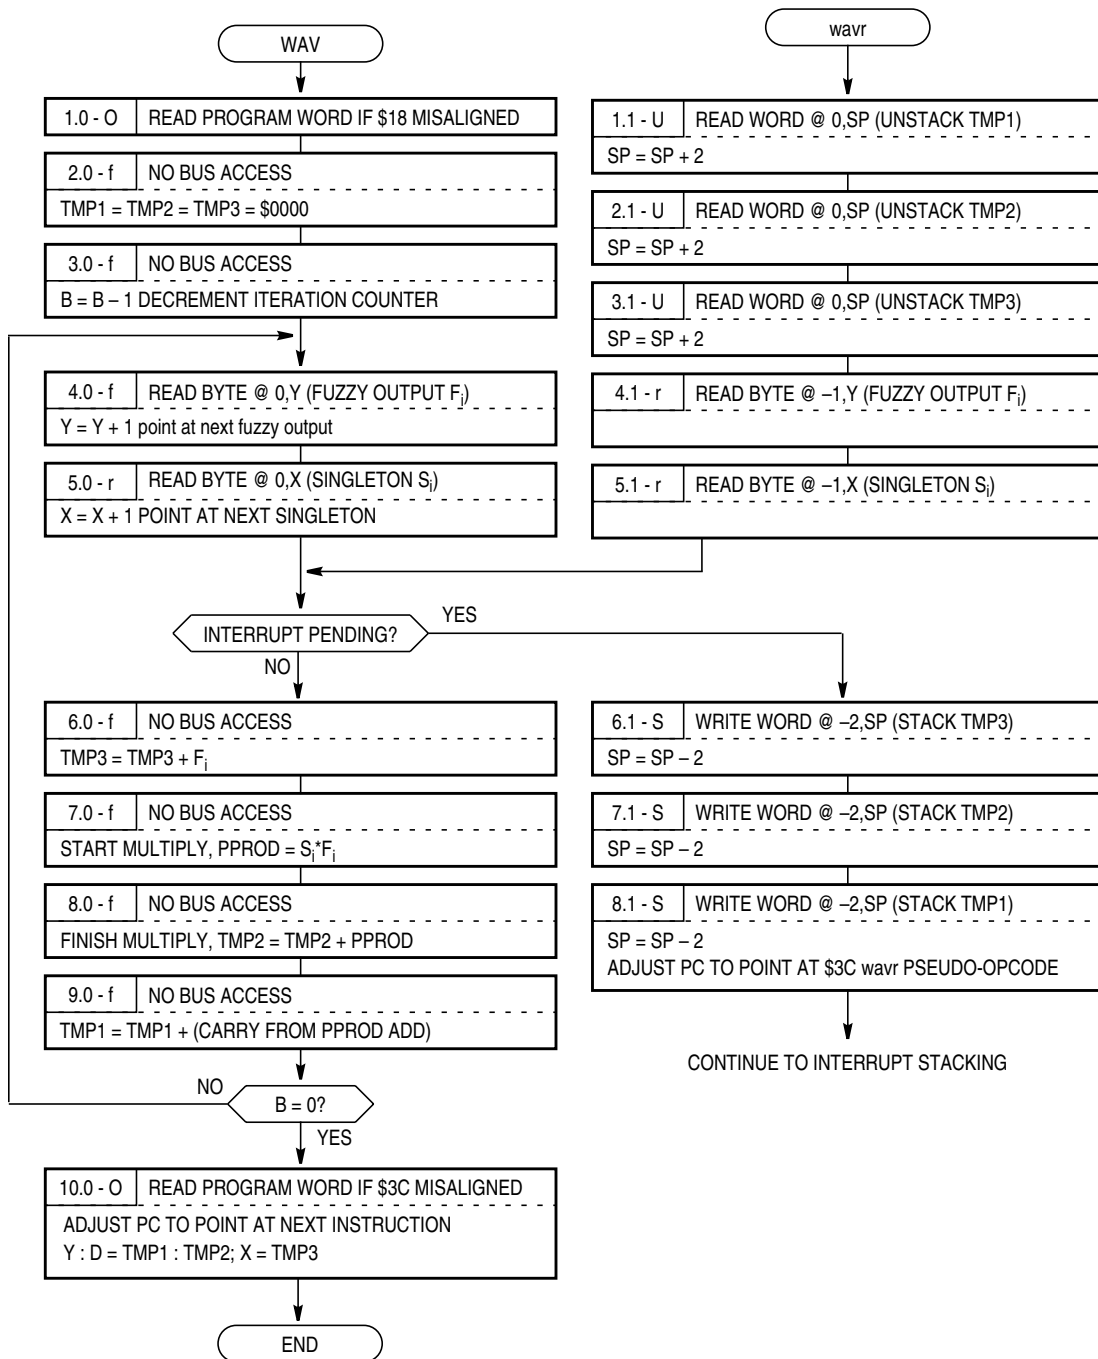 WAV
1.0 - O READ PROGRAM WORD IF $18 MISALIGNED
2.0 - f NO BUS ACCESS
TMP1 = TMP2 = TMP3 = $0000
3.0 - f NO BUS ACCESS
B = B – 1 DECREMENT ITERATION COUNTER
4.0 - f READ BYTE @ 0,Y (FUZZY OUTPUT Fi)
Y = Y + 1 point at next fuzzy output
5.0 - r READ BYTE @ 0,X (SINGLETON Si)
X = X + 1 POINT AT NEXT SINGLETON
wavr
1.1 - U READ WORD @ 0,SP (UNSTACK TMP1)
SP = SP + 2
2.1 - U READ WORD @ 0,SP (UNSTACK TMP2)
SP = SP + 2
3.1 - U READ WORD @ 0,SP (UNSTACK TMP3)
SP = SP + 2
4.1 - r READ BYTE @ –1,Y (FUZZY OUTPUT Fi)
5.1 - r READ BYTE @ –1,X (SINGLETON Si)
INTERRUPT PENDING?
YES
NO
6.0 - f NO BUS ACCESS
TMP3 = TMP3 + Fi
7.0 - f NO BUS ACCESS
START MULTIPLY, PPROD = Si*Fi
8.0 - f NO BUS ACCESS
FINISH MULTIPLY, TMP2 = TMP2 + PPROD
9.0 - f NO BUS ACCESS
TMP1 = TMP1 + (CARRY FROM PPROD ADD)
6.1 - S WRITE WORD @ –2,SP (STACK TMP3)
SP = SP – 2
7.1 - S WRITE WORD @ –2,SP (STACK TMP2)
SP = SP – 2
8.1 - S WRITE WORD @ –2,SP (STACK TMP1)
SP = SP – 2
ADJUST PC TO POINT AT $3C wavr PSEUDO-OPCODE
CONTINUE TO INTERRUPT STACKING
NO
B = 0?
YES
10.0 - O READ PROGRAM WORD IF $3C MISALIGNED
ADJUST PC TO POINT AT NEXT INSTRUCTION
Y : D = TMP1 : TMP2; X = TMP3
END